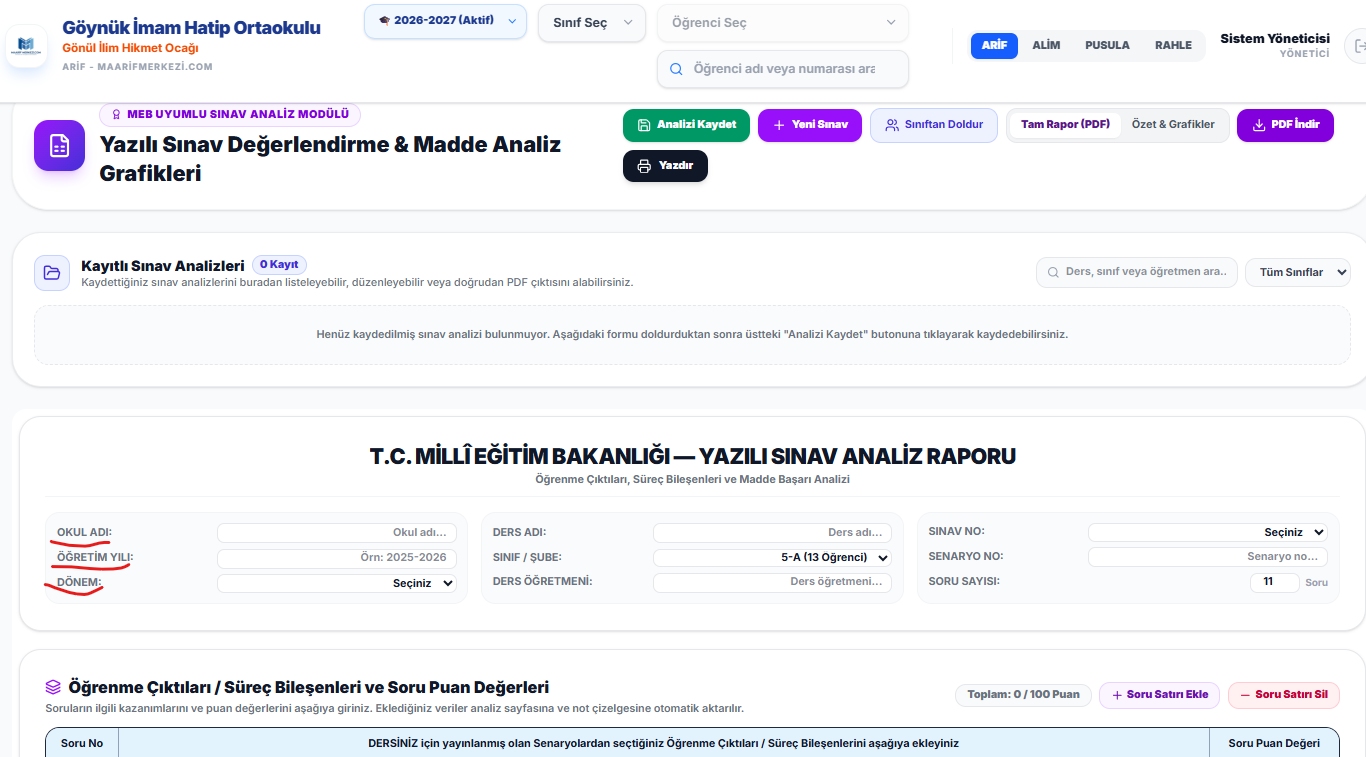 Göynük İmam Hatip Ortaokulu
Gönül İlim Hikmet Ocağı
ARİF - MAARIFMERKEZI.COM
2026-2027 (Aktif)
Sınıf Seç
Öğrenci Seç
Öğrenci adı veya numarası ara
ARİF
ALİM
PUSULA
RAHLE
Sistem Yöneticisi
YÖNETİCİ
MEB UYUMLU SINAV ANALİZ MODÜLÜ
Yazılı Sınav Değerlendirme & Madde Analiz
Grafikleri
Analizi Kaydet
Yeni Sınav
Sınıftan Doldur
Tam Rapor (PDF)
Özet & Grafikler
PDF İndir
Yazdır
Kayıtlı Sınav Analizleri
0 Kayıt
Kaydettiğiniz sınav analizlerini buradan listeleyebilir, düzenleyebilir veya doğrudan PDF çıktısını alabilirsiniz.
Ders, sınıf veya öğretmen ara..
Tüm Sınıflar
Henüz kaydedilmiş sınav analizi bulunmuyor. Aşağıdaki formu doldurduktan sonra üstteki "Analizi Kaydet" butonuna tıklayarak kaydedebilirsiniz.
T.C. MİLLÎ EĞİTİM BAKANLIĞI — YAZILI SINAV ANALİZ RAPORU
Öğrenme Çıktıları, Süreç Bileşenleri ve Madde Başarı Analizi
OKUL ADI:
Okul adı...
ÖĞRETİM YILI:
Örn: 2025-2026
DÖNEM:
Seçiniz
DERS ADI:
Ders adı...
SINIF / ŞUBE:
5-A (13 Öğrenci)
DERS ÖĞRETMENİ:
Ders öğretmeni...
SINAV NO:
Seçiniz
SENARYO NO:
Senaryo no...
SORU SAYISI:
11
Soru
Öğrenme Çıktıları / Süreç Bileşenleri ve Soru Puan Değerleri
Soruların ilgili kazanımlarını ve puan değerlerini aşağıya giriniz. Eklediğiniz veriler analiz sayfasına ve not çizelgesine otomatik aktarılır.
Toplam: 0 / 100 Puan
+ Soru Satırı Ekle
− Soru Satırı Sil
Soru No
DERSİNİZ için yayınlanmış olan Senaryolardan seçtiğiniz Öğrenme Çıktıları / Süreç Bileşenlerini aşağıya ekleyiniz
Soru Puan Değeri